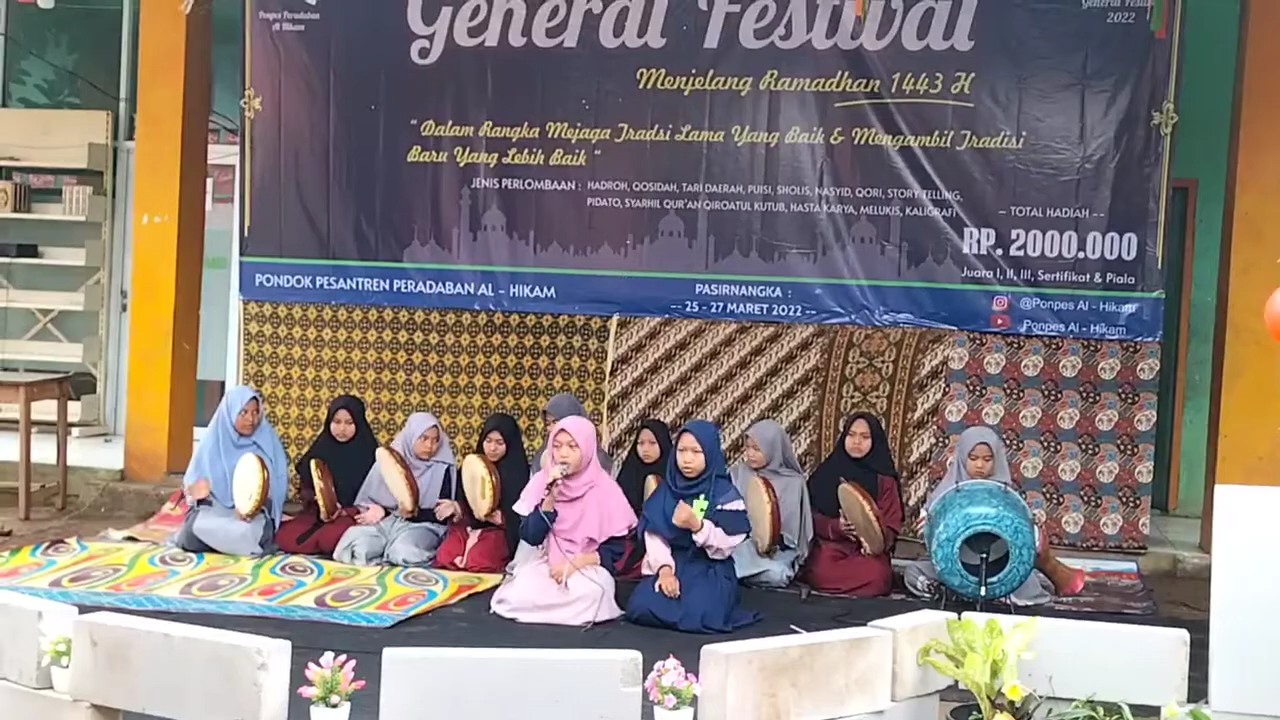 Ponpes Peradaban
Al Hikam
General Festival
2022
General Festival
Menjelang Ramadhan 1443 H
" Dalam Rangka Mejaga Tradsi Lama Yang Baik & Mengambil Tradisi
Baru Yang Lebih Baik "
JENIS PERLOMBAAN : HADROH, QOSIDAH, TARI DAERAH, PUISI, SHOLIS, NASYID, QORI, STORY TELLING,
PIDATO, SYARHIL QUR'AN QIROATUL KUTUB, HASTA KARYA, MELUKIS, KALIGRAFI
- TOTAL HADIAH --
RP. 2000.000
Juara I, II, III, Sertifikat & Piala
PONDOK PESANTREN PERADABAN AL - HIKAM
PASIRNANGKA :
-- 25 - 27 MARET 2022 --
@Ponpes Al - Hikam
Ponpes Al - Hikam